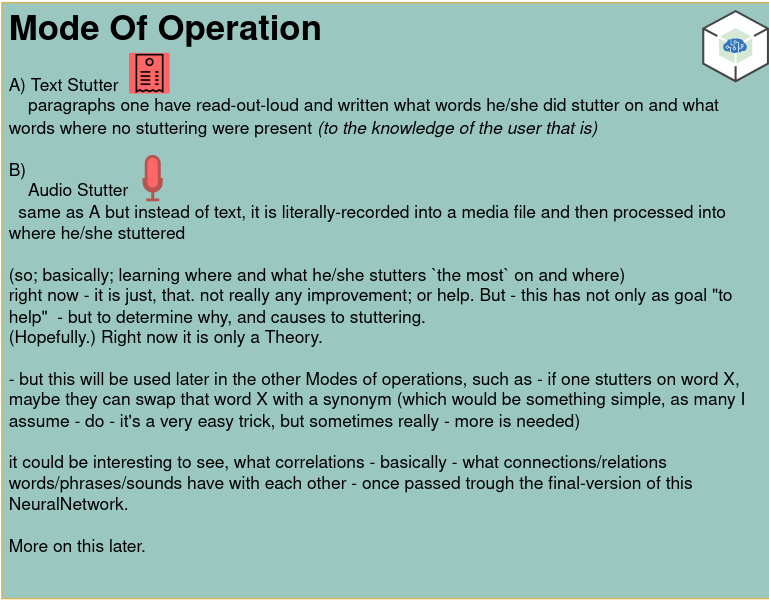 Mode Of Operation
A) Text Stutter
paragraphs one have read-out-loud and written what words he/she did stutter on and what
words where no stuttering were present (to the knowledge of the user that is)
B)
Audio Stutter
same as A but instead of text, it is literally-recorded into a media file and then processed into
where he/she stuttered
(so; basically; learning where and what he/she stutters `the most` on and where)
right now - it is just, that. not really any improvement; or help. But - this has not only as goal "to
help"  - but to determine why, and causes to stuttering.
(Hopefully.) Right now it is only a Theory.
- but this will be used later in the other Modes of operations, such as - if one stutters on word X,
maybe they can swap that word X with a synonym (which would be something simple, as many I
assume - do - it's a very easy trick, but sometimes really - more is needed)
it could be interesting to see, what correlations - basically - what connections/relations
words/phrases/sounds have with each other - once passed trough the final-version of this
NeuralNetwork.
More on this later.